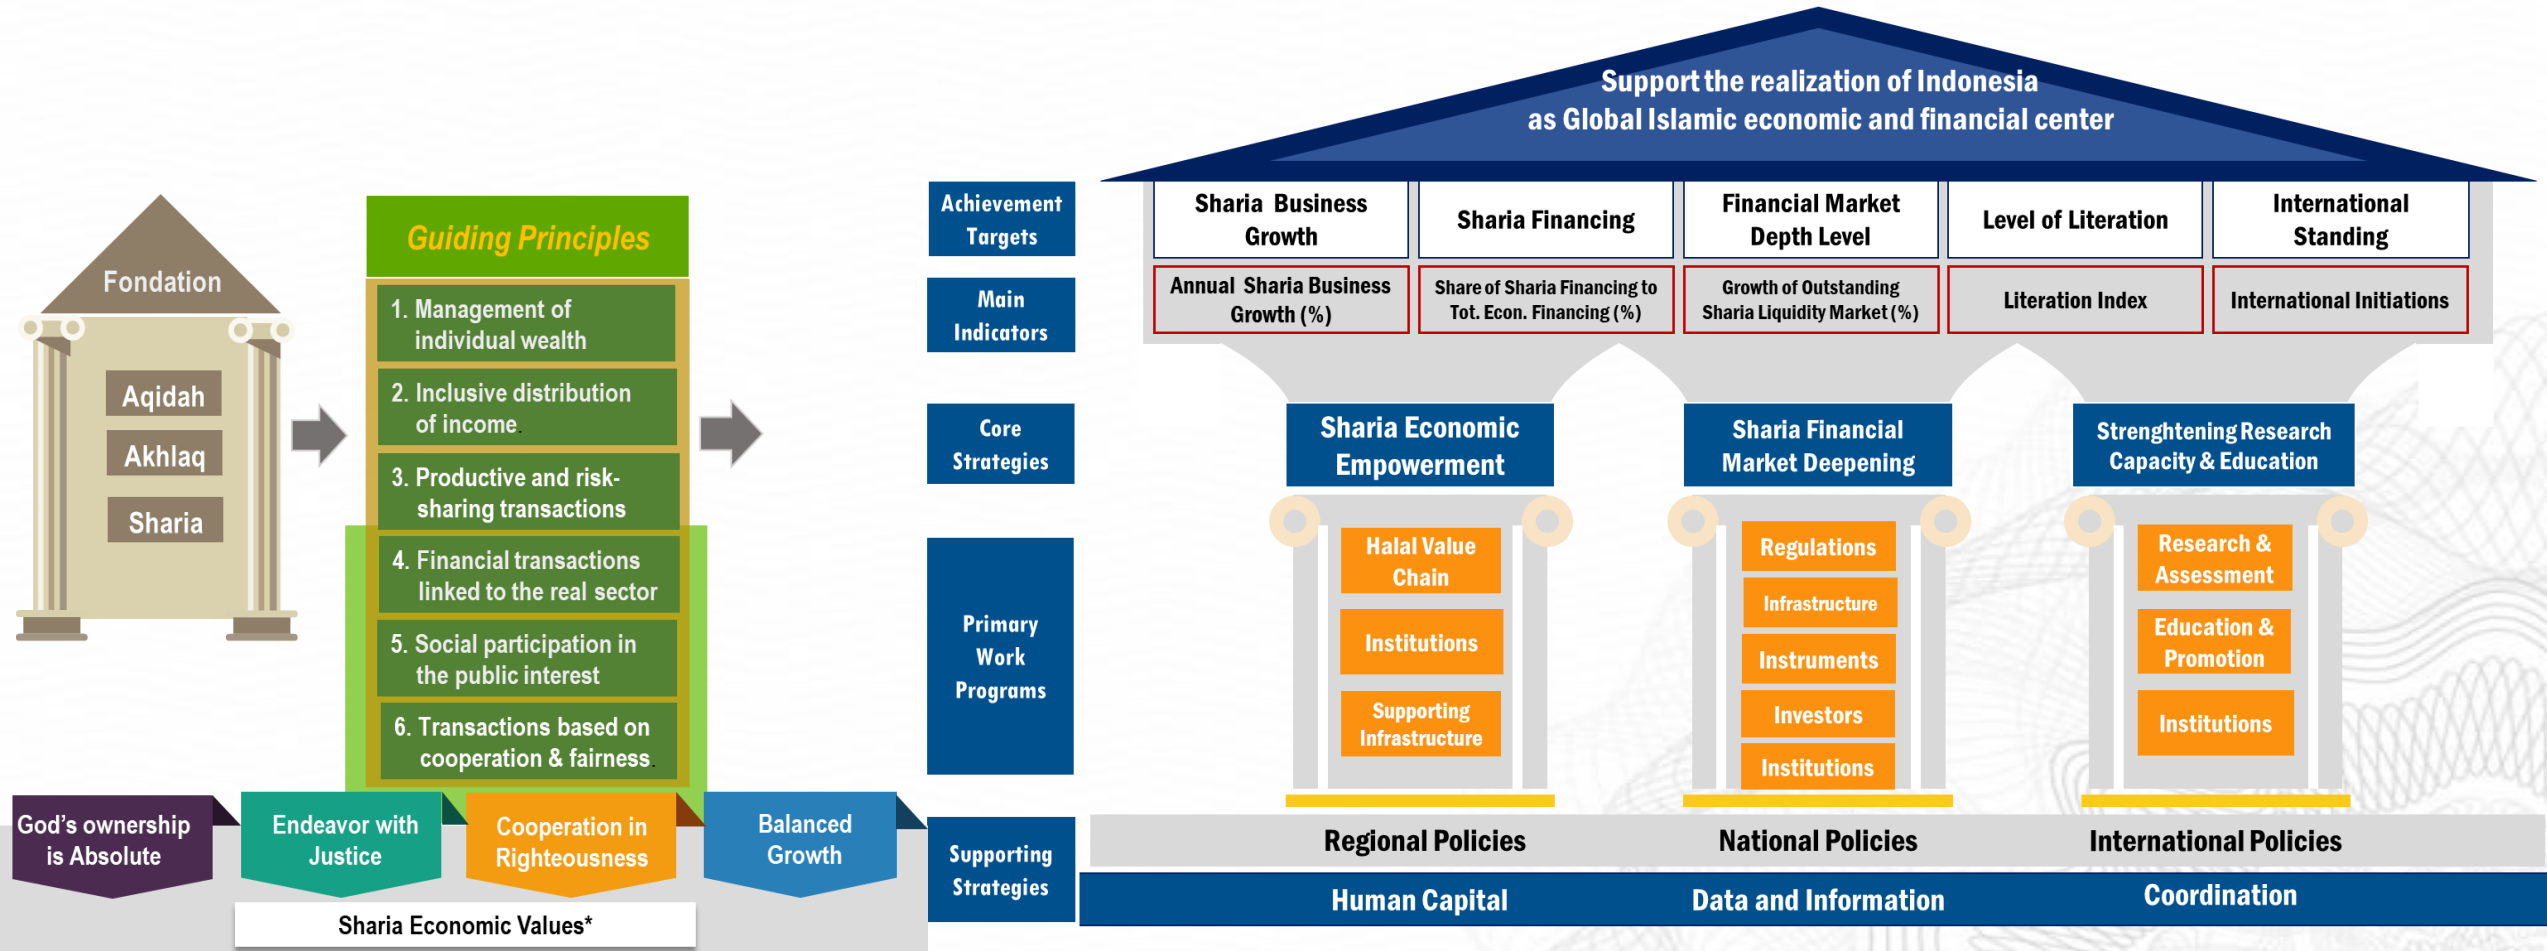 Fondation
Aqidah
Akhlaq
Sharia
Guiding Principles
1. Management of
individual wealth
2. Inclusive distribution
of income.
3. Productive and risk-
sharing transactions
4. Financial transactions
linked to the real sector
5. Social participation in
the public interest
6. Transactions based on
cooperation & fairness.
God's ownership
is Absolute
Endeavor with
Justice
Cooperation in
Righteousness
Balanced
Growth
Sharia Economic Values*
Support the realization of Indonesia
as Global Islamic economic and financial center
Achievement
Targets
Sharia Business
Growth
Sharia Financing
Financial Market
Depth Level
Level of Literation
International
Standing
Main
Indicators
Annual Sharia Business
Growth (%)
Share of Sharia Financing to
Tot. Econ. Financing (%)
Growth of Outstanding
Sharia Liquidity Market (%)
Literation Index
International Initiations
Core
Strategies
Sharia Economic
Empowerment
Sharia Financial
Market Deepening
Strenghtening Research
Capacity & Education
Primary
Work
Programs
Halal Value
Chain
Institutions
Supporting
Infrastructure
Regulations
Infrastructure
Instruments
Investors
Institutions
Research &
Assessment
Education &
Promotion
Institutions
Supporting
Strategies
Regional Policies
National Policies
International Policies
Human Capital
Data and Information
Coordination